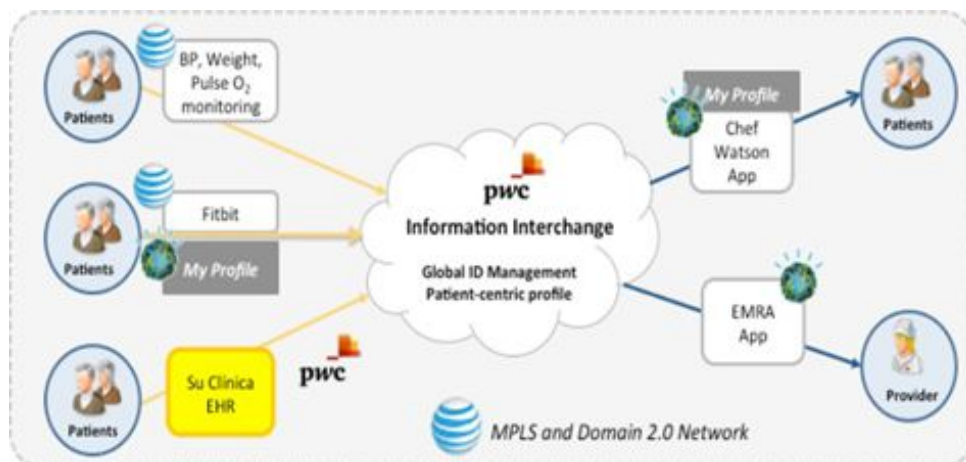 Patients
BP, Weight,
Pulse O₂
monitoring
Patients
Fitbit
My Profile
Patients
Su Clinica
EHR
pwc
pwc
Information Interchange
Global ID Management
Patient-centric profile
My Profile
Chef
Watson
App
Patients
EMRA
App
Provider
MPLS and Domain 2.0 Network